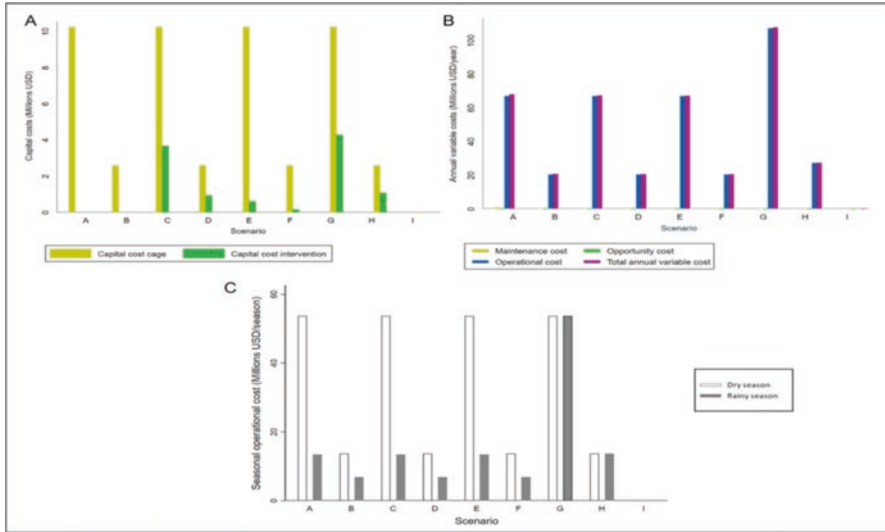 A
Capital costs (Millions USD)
10
8
6
4
2
0
A B C D E F G H I
Scenario
Capital cost cage Capital cost intervention
B
Annual variable costs (Millions USD/year)
100
80
60
40
20
0
A B C D E F G H I
Scenario
Maintenance cost Opportunity cost
Operational cost Total annual variable cost
C
Seasonal operational cost (Millions USD/season)
60
40
20
0
A B C D E F G H I
Scenario
Dry season
Rainy season